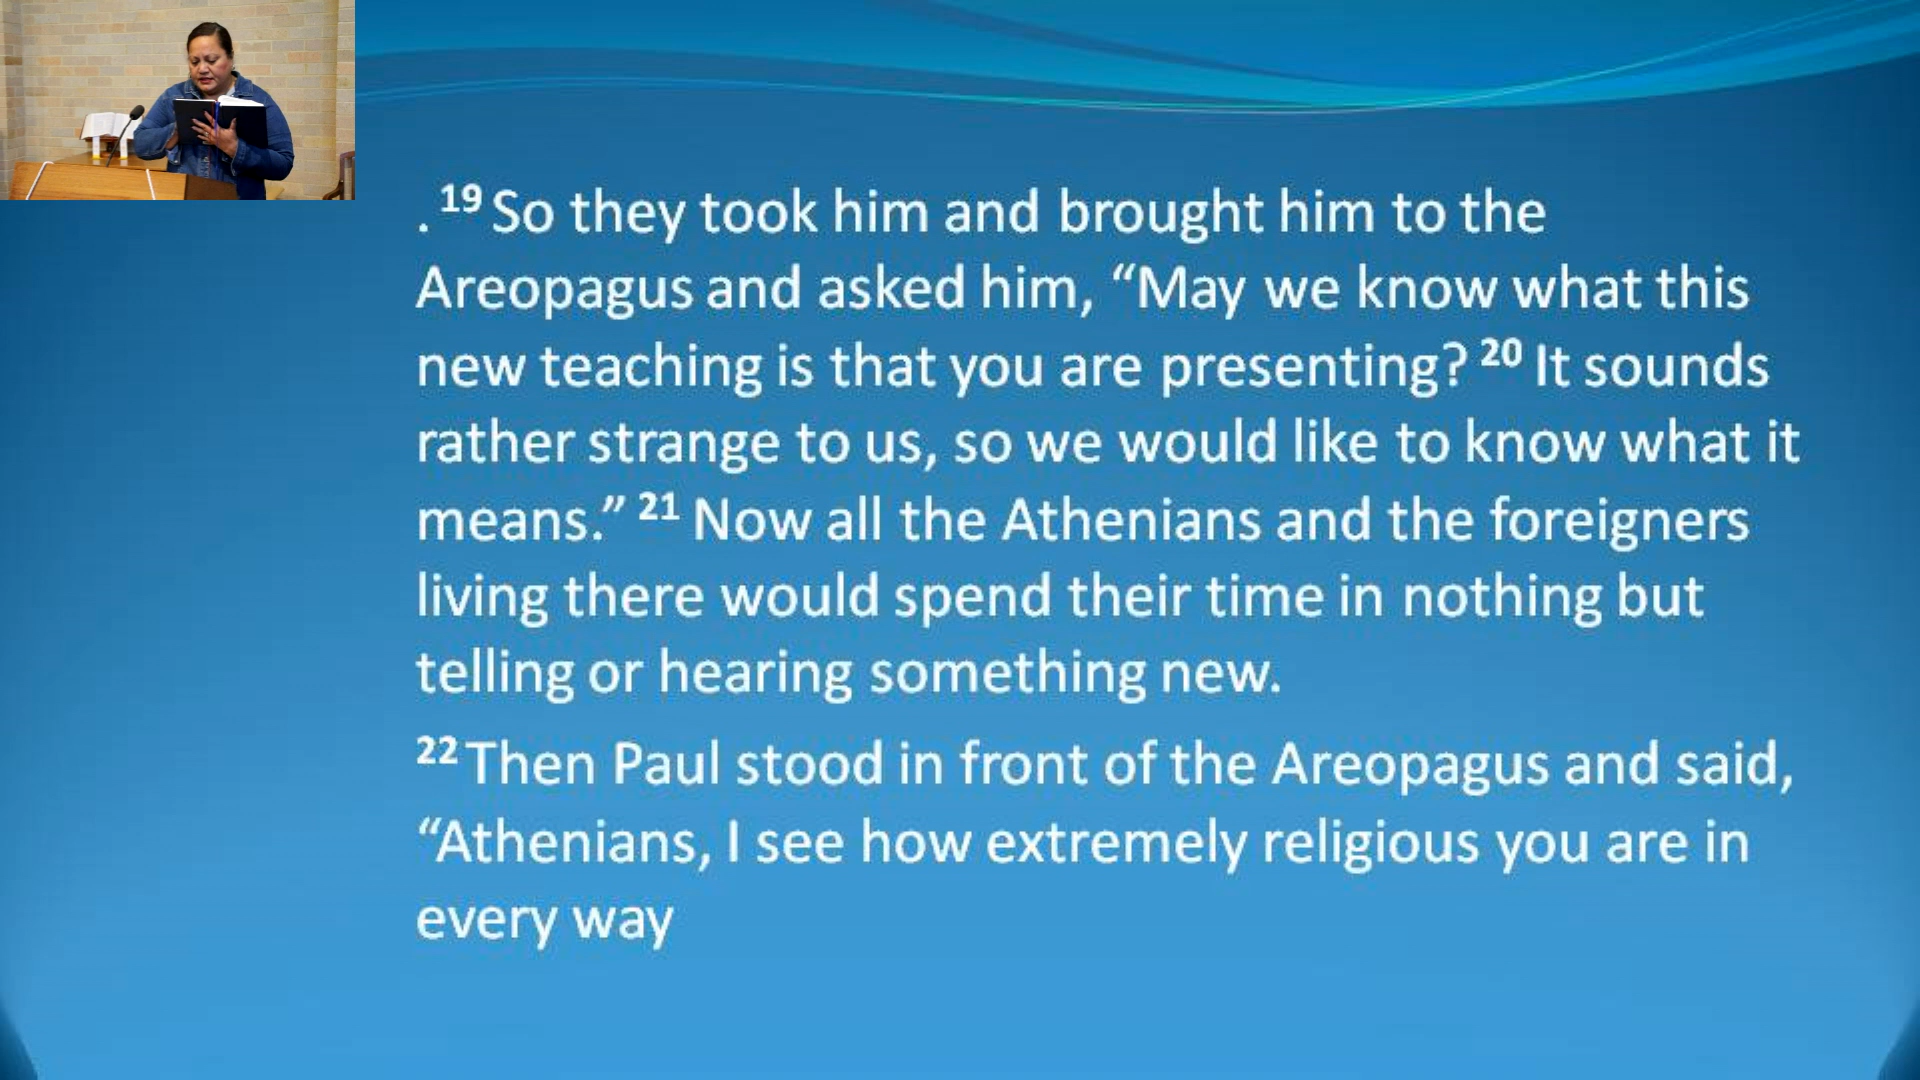 . 19 So they took him and brought him to the
Areopagus and asked him, “May we know what this
new teaching is that you are presenting? 20 It sounds
rather strange to us, so we would like to know what it
means.” 21 Now all the Athenians and the foreigners
living there would spend their time in nothing but
telling or hearing something new.
22 Then Paul stood in front of the Areopagus and said,
“Athenians, I see how extremely religious you are in
every way